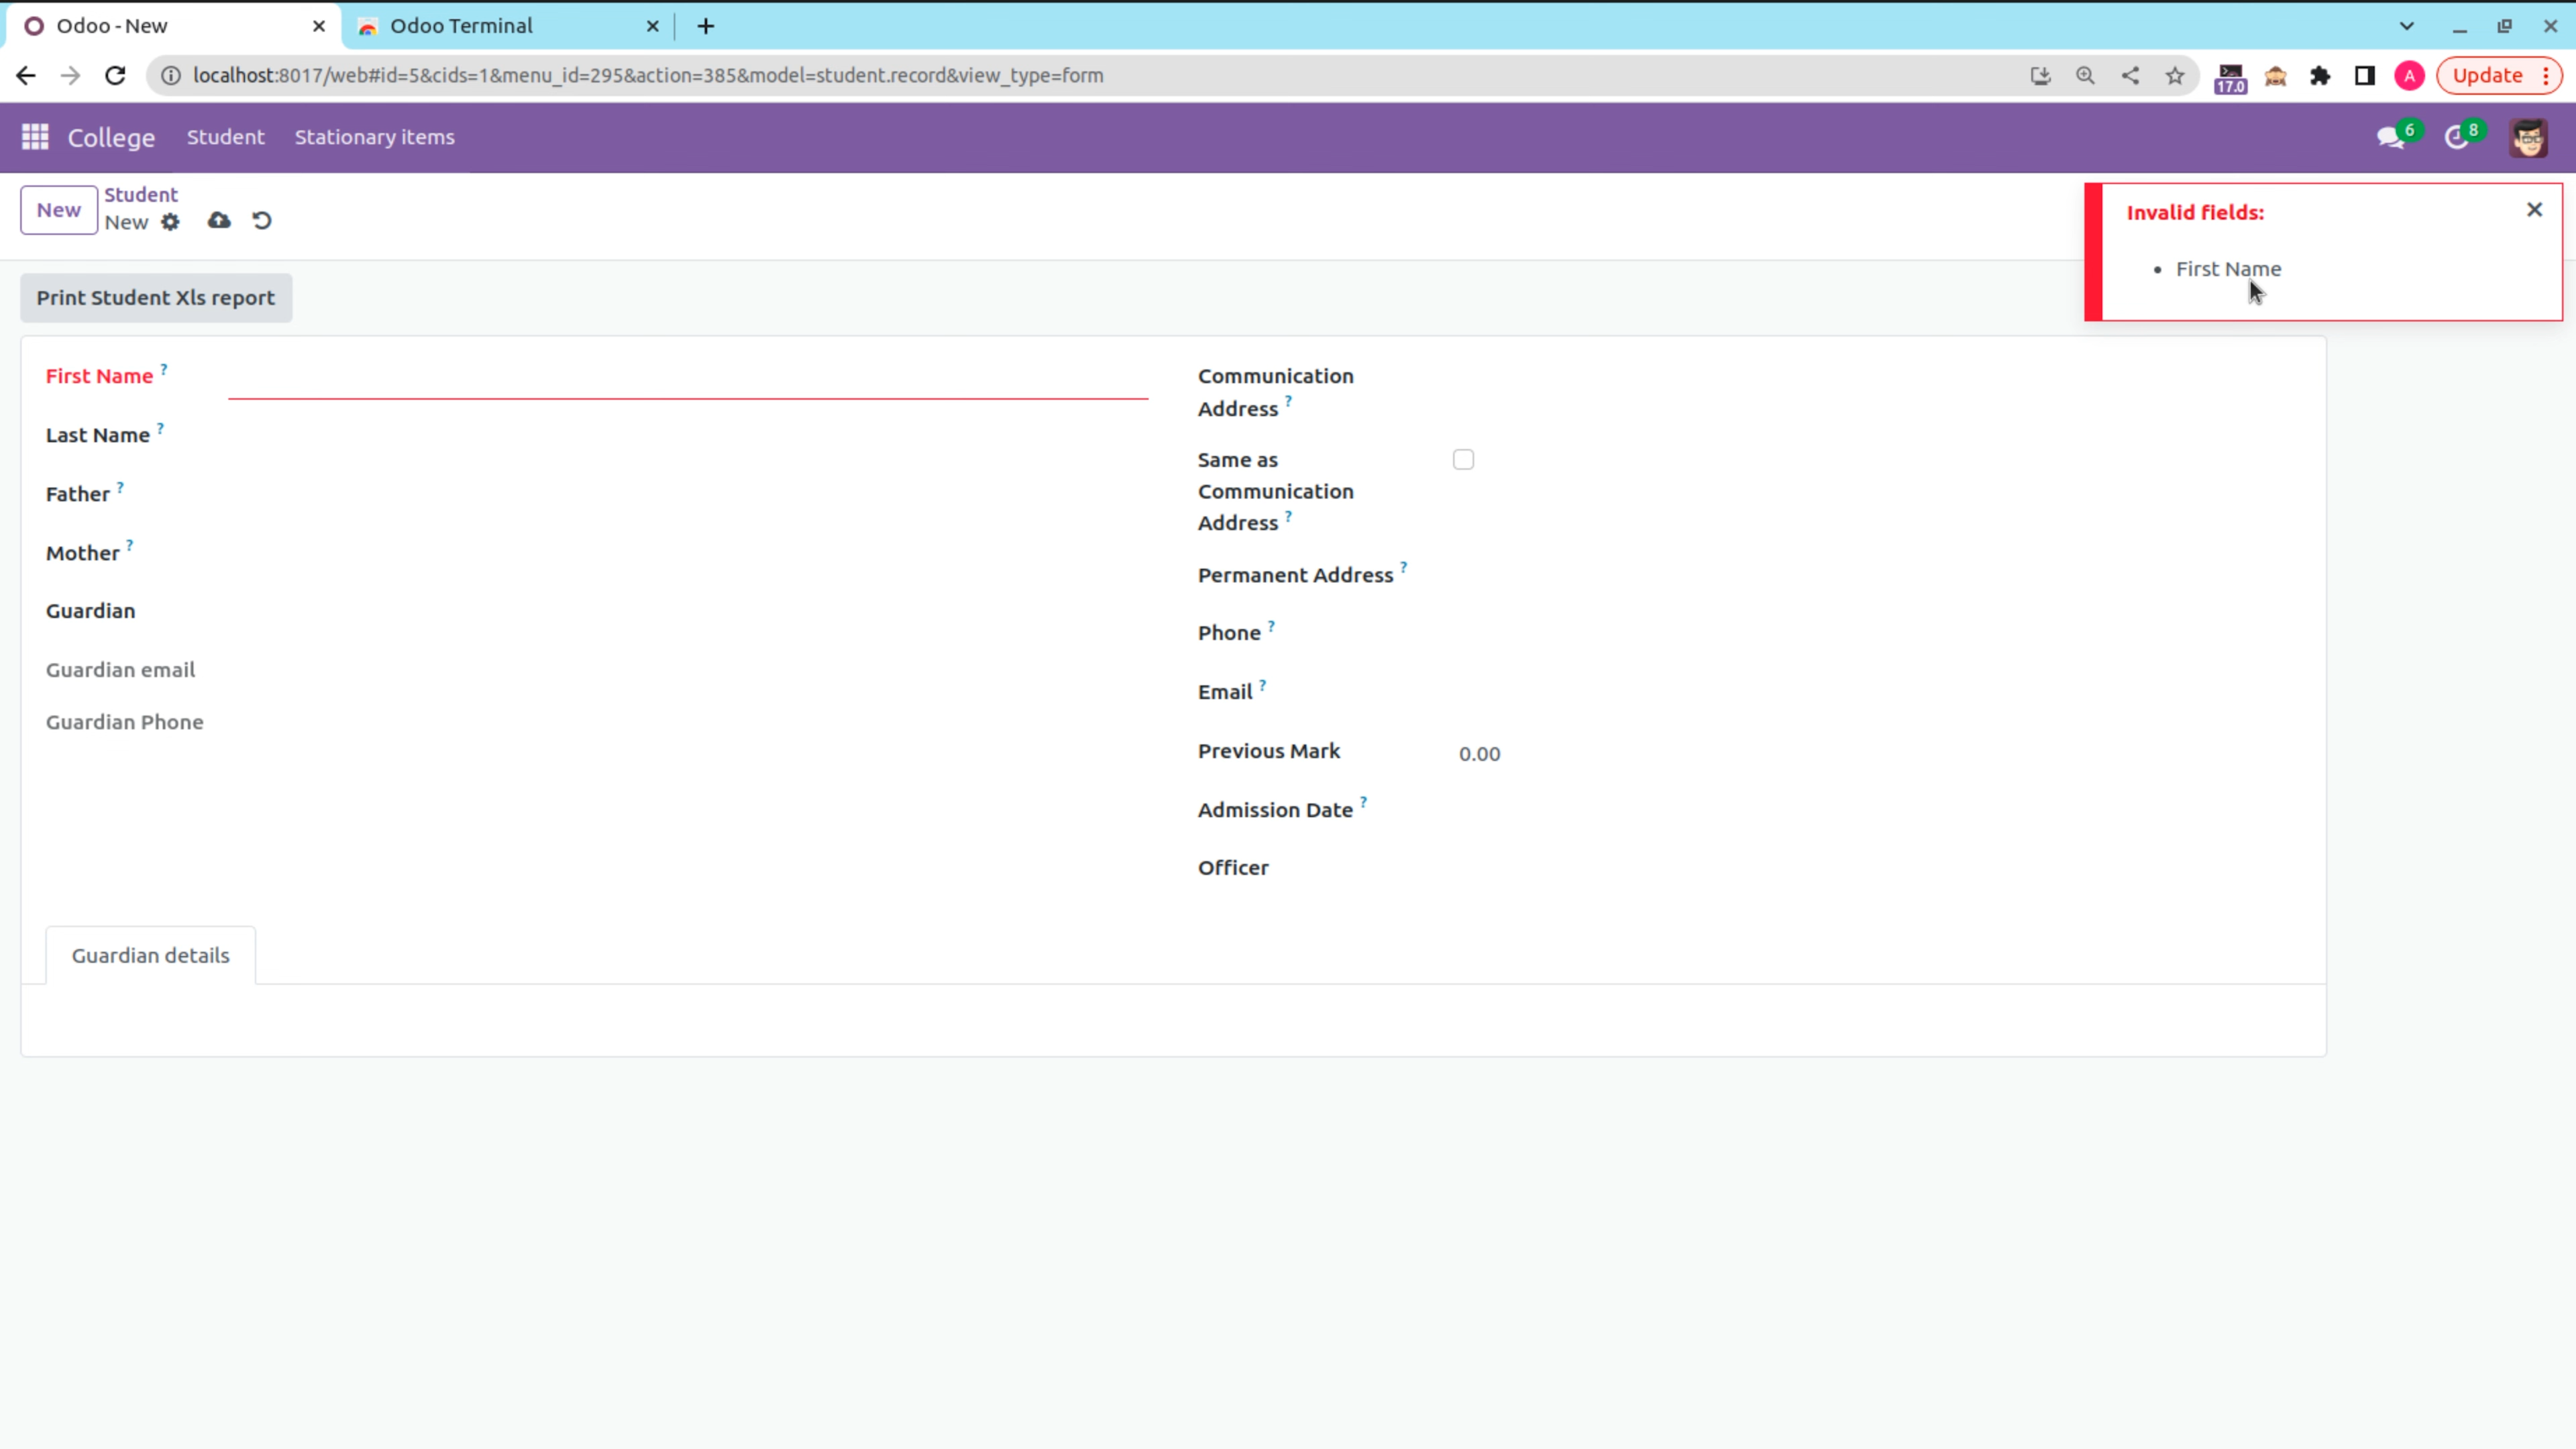 Odoo - New
Odoo Terminal
localhost:8017/web#id=5&cids=1&menu_id=295&action=385&model=student.record&view_type=form
17.0
A
Update
College
Student
Stationary items
6
8
New
Student
New
Invalid fields:
• First Name
Print Student Xls report
First Name ?
Last Name ?
Father ?
Mother ?
Guardian
Guardian email
Guardian Phone
Communication
Address ?
Same as
Communication
Address ?
Permanent Address ?
Phone ?
Email ?
Previous Mark 0.00
Admission Date ?
Officer
Guardian details